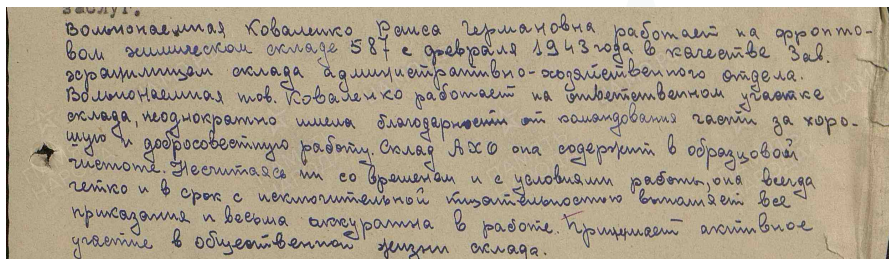 заслуг.
Вольнонаемная Коваленко Раиса Германовна работает на фронто-
вом химическом складе 587 с февраля 1943 года в качестве Зав.
хранилищем склада административно-хозяйственного отдела.
Вольнонаемная тов. Коваленко работает на ответственном участке
склада, неоднократно имела благодарности от командования части за хоро-
шую и добросовестную работу. Склад АХО она содержит в образцовой
чистоте. Несчитаясь ни со временем и с условиями работы, она всегда
четко и в срок с исключительной тщательностью выполняет все
приказания и весьма аккуратна в работе. Принимает активное
участие в общественной жизни склада.